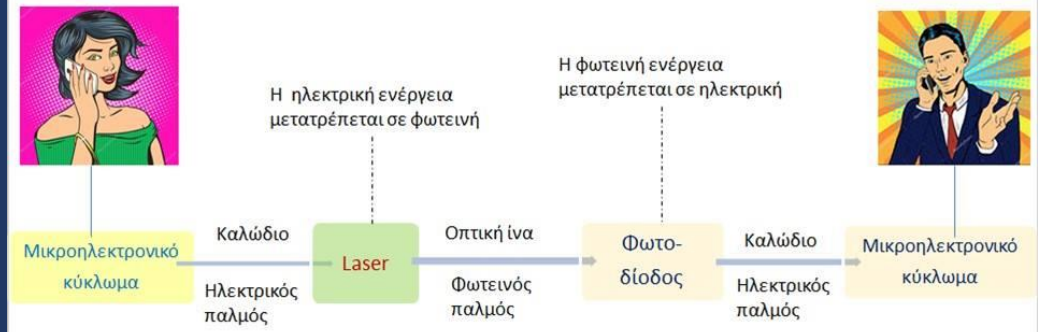 Η ηλεκτρική ενέργεια
μετατρέπεται σε φωτεινή
Η φωτεινή ενέργεια
μετατρέπεται σε ηλεκτρική
Μικροηλεκτρονικό
κύκλωμα
Καλώδιο
Ηλεκτρικός
παλμός
Laser
Οπτική ίνα
Φωτεινός
παλμός
Φωτο-
δίοδος
Καλώδιο
Ηλεκτρικός
παλμός
Μικροηλεκτρονικό
κύκλωμα